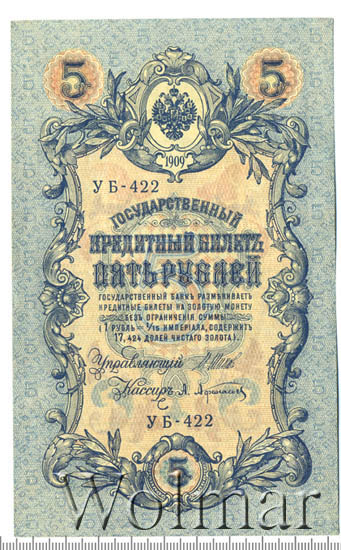 5 5
1909
УБ-422
ГОСУДАРСТВЕННЫЙ
КРЕДИТНЫЙ БИЛЕТЪ
ПЯТЬ РУБЛЕЙ
ГОСУДАРСТВЕННЫЙ БАНКЪ РАЗМѢНИВАЕТЪ
КРЕДИТНЫЕ БИЛЕТЫ НА ЗОЛОТУЮ МОНЕТУ
БЕЗЪ ОГРАНИЧЕНІЯ СУММЫ
(1 РУБЛЬ = 1/15 ИМПЕРІАЛА, СОДЕРЖИТЪ
17,424 ДОЛЕЙ ЧИСТАГО ЗОЛОТА).
Управляющій
Кассиръ
УБ-422
5
Wolmar